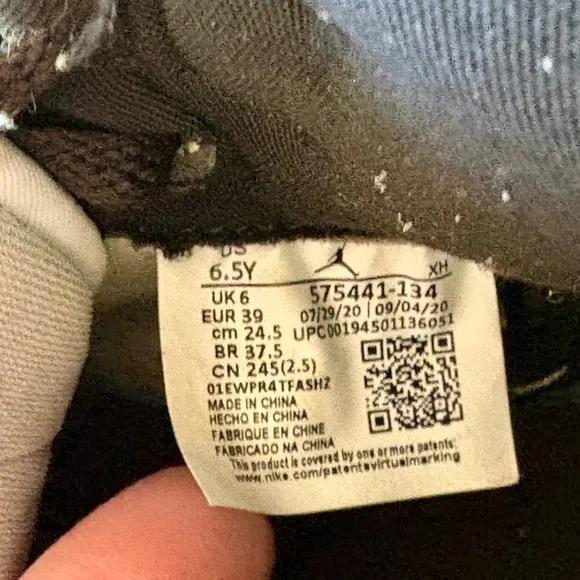 US
6.5Y
XH
UK 6 575441-134
EUR 39 07/29/20 | 09/04/20
cm 24.5 UPC00194501136051
BR 37.5
CN 245(2.5)
01EWPR4TFASHZ
MADE IN CHINA
HECHO EN CHINA
FABRIQUE EN CHINE
FABRICADO NA CHINA
This product is covered by one or more patents:
www.nike.com/patentsvirtualmarking